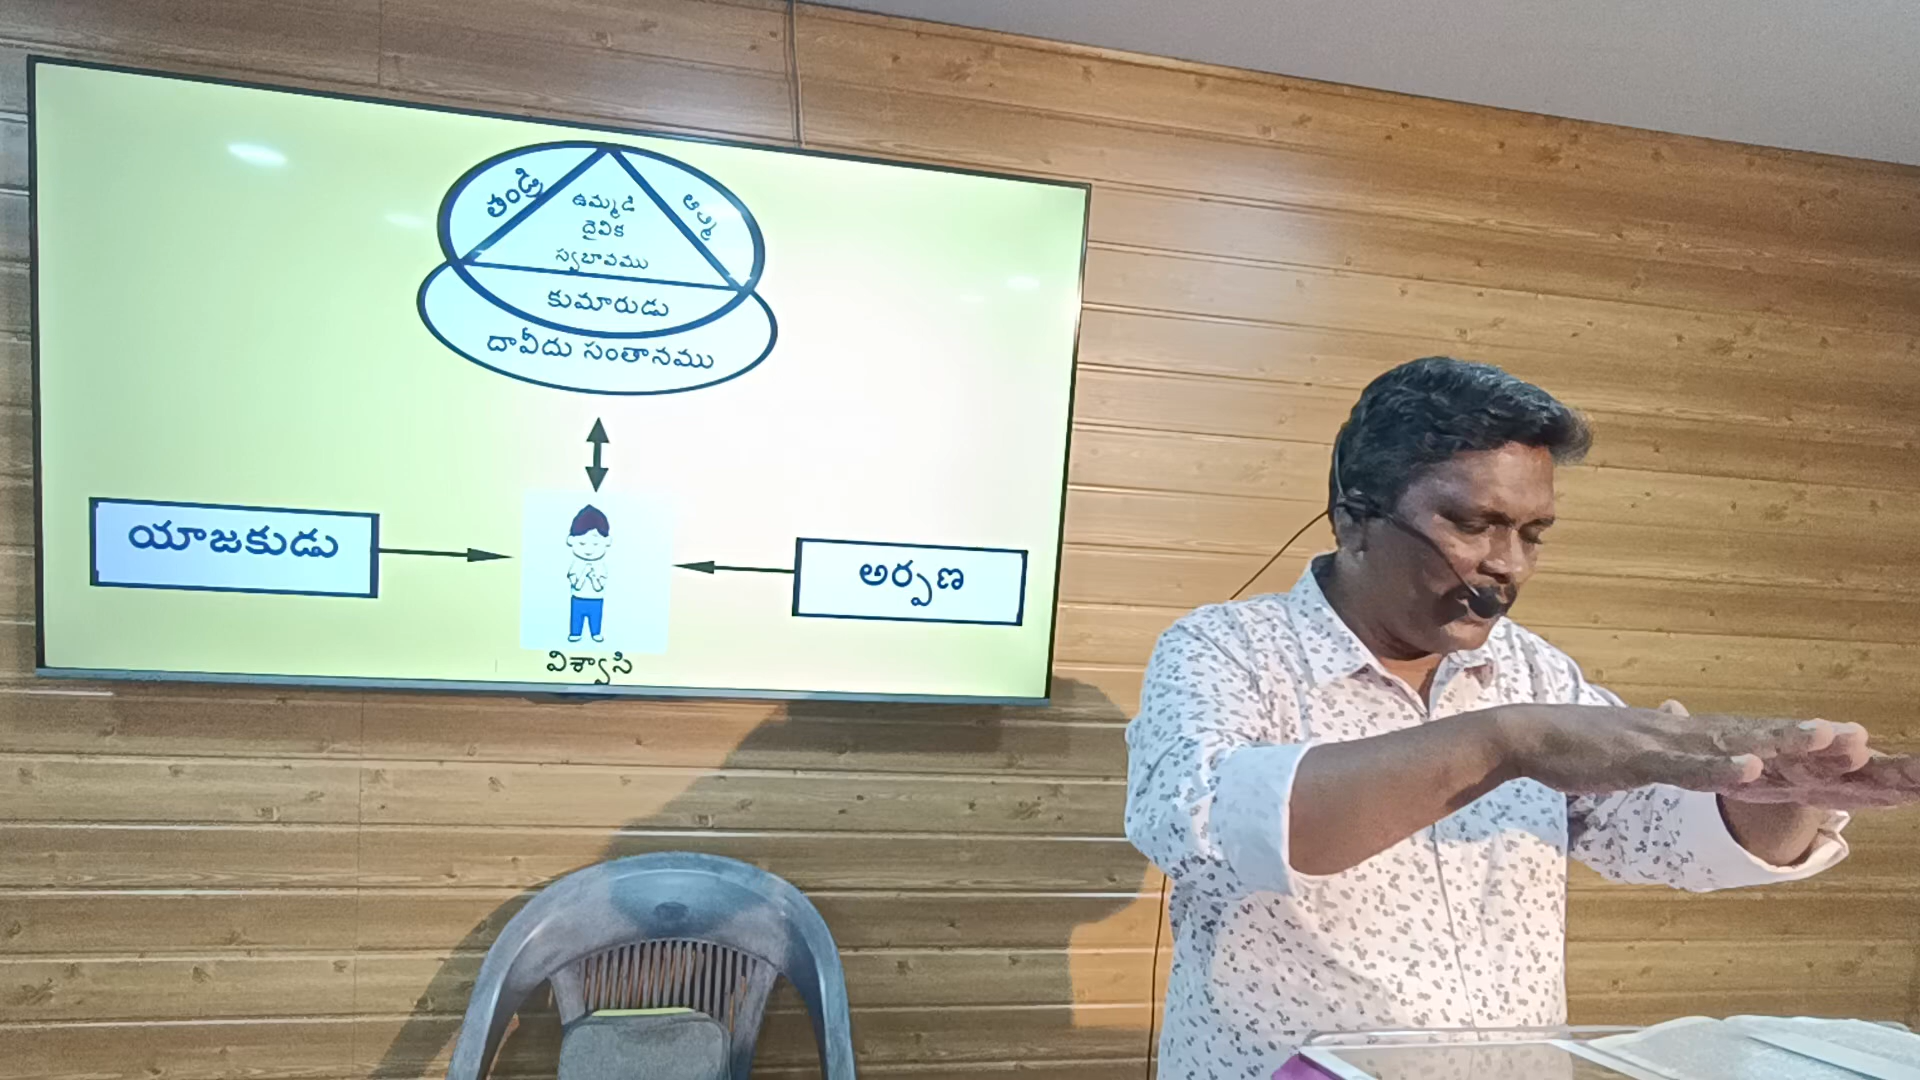 తండ్రి
ఆత్మ
ఉమ్మడి
దైవిక
స్వభావము
కుమారుడు
దావీదు సంతానము
యాజకుడు
అర్పణ
విశ్వాసి